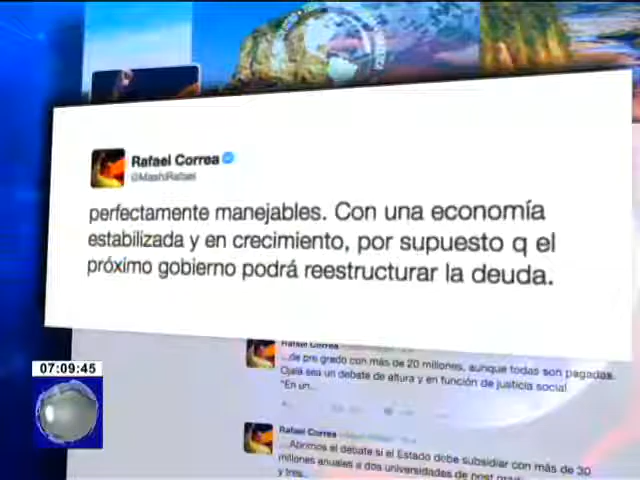 Rafael Correa
@MashiRafael
perfectamente manejables. Con una economía
estabilizada y en crecimiento, por supuesto q el
próximo gobierno podrá reestructurar la deuda.
07:09:45
Rafael Correa
...de pre grado con más de 20 millones, aunque todas son pagadas.
Ojalá sea un debate de altura y en función de justicia social.
"En un...
Rafael Correa
...Abrimos el debate si el Estado debe subsidiar con más de 30
millones anuales a dos universidades de post
y tres...